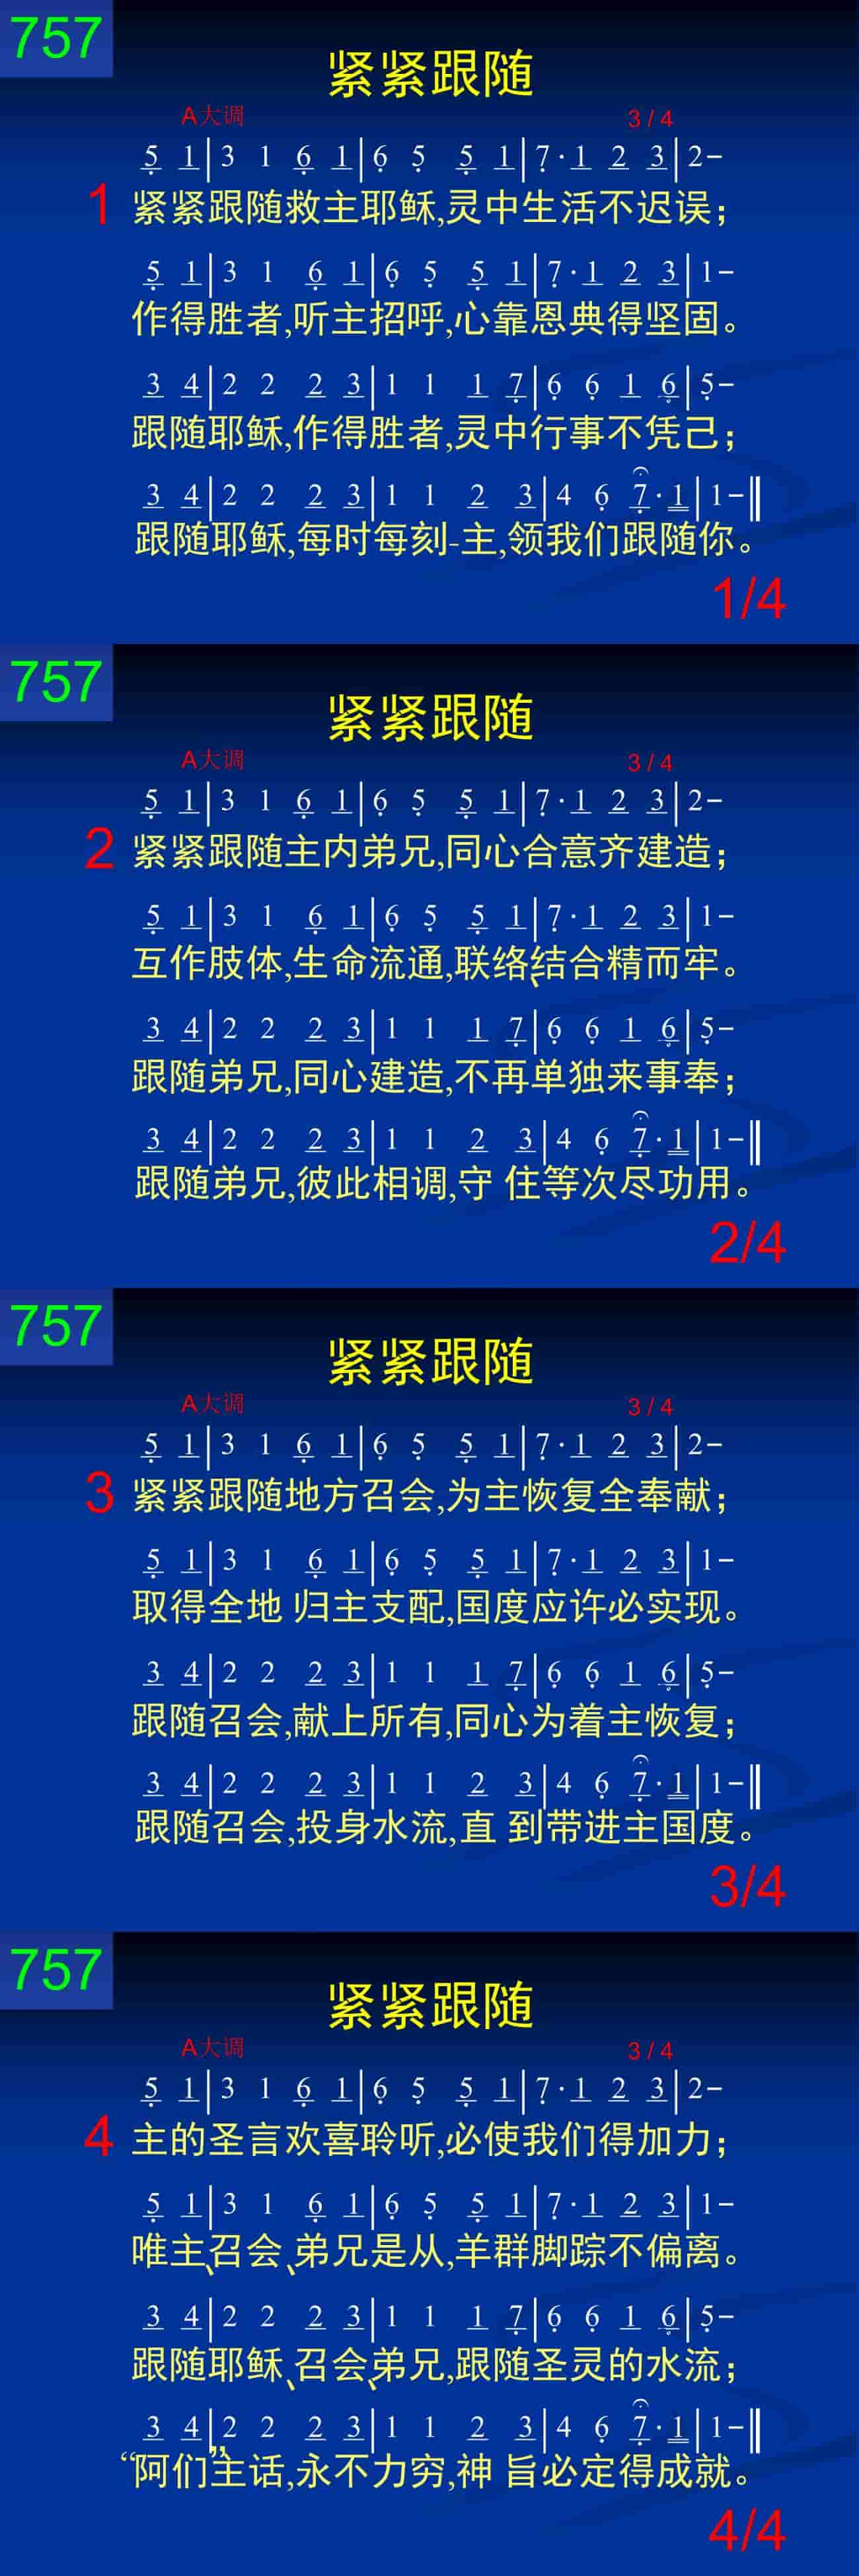 757
紧紧跟随
A大调 3 / 4
5 1|3 1 6 1|6 5 5 1|7·1 2 3|2−
1 紧紧跟随救主耶稣,灵中生活不迟误；
5 1|3 1 6 1|6 5 5 1|7·1 2 3|1−
作得胜者,听主招呼,心靠恩典得坚固。
3 4|2 2 2 3|1 1 1 7|6 6 1 6|5−
跟随耶稣,作得胜者,灵中行事不凭己；
3 4|2 2 2 3|1 1 2 3|4 6 7·1|1−‖
跟随耶稣,每时每刻-主,领我们跟随你。
1/4
757
紧紧跟随
A大调 3 / 4
5 1|3 1 6 1|6 5 5 1|7·1 2 3|2−
2 紧紧跟随主内弟兄,同心合意齐建造；
5 1|3 1 6 1|6 5 5 1|7·1 2 3|1−
互作肢体,生命流通,联络、结合精而牢。
3 4|2 2 2 3|1 1 1 7|6 6 1 6|5−
跟随弟兄,同心建造,不再单独来事奉；
3 4|2 2 2 3|1 1 2 3|4 6 7·1|1−‖
跟随弟兄,彼此相调,守 住等次尽功用。
2/4
757
紧紧跟随
A大调 3 / 4
5 1|3 1 6 1|6 5 5 1|7·1 2 3|2−
3 紧紧跟随地方召会,为主恢复全奉献；
5 1|3 1 6 1|6 5 5 1|7·1 2 3|1−
取得全地 归主支配,国度应许必实现。
3 4|2 2 2 3|1 1 1 7|6 6 1 6|5−
跟随召会,献上所有,同心为着主恢复；
3 4|2 2 2 3|1 1 2 3|4 6 7·1|1−‖
跟随召会,投身水流,直 到带进主国度。
3/4
757
紧紧跟随
A大调 3 / 4
5 1|3 1 6 1|6 5 5 1|7·1 2 3|2−
4 主的圣言欢喜聆听,必使我们得加力；
5 1|3 1 6 1|6 5 5 1|7·1 2 3|1−
唯主、召会、弟兄是从,羊群脚踪不偏离。
3 4|2 2 2 3|1 1 1 7|6 6 1 6|5−
跟随耶稣、召会、弟兄,跟随圣灵的水流；
3 4|2 2 2 3|1 1 2 3|4 6 7·1|1−‖
“阿们”主话,永不力穷,神 旨必定得成就。
4/4